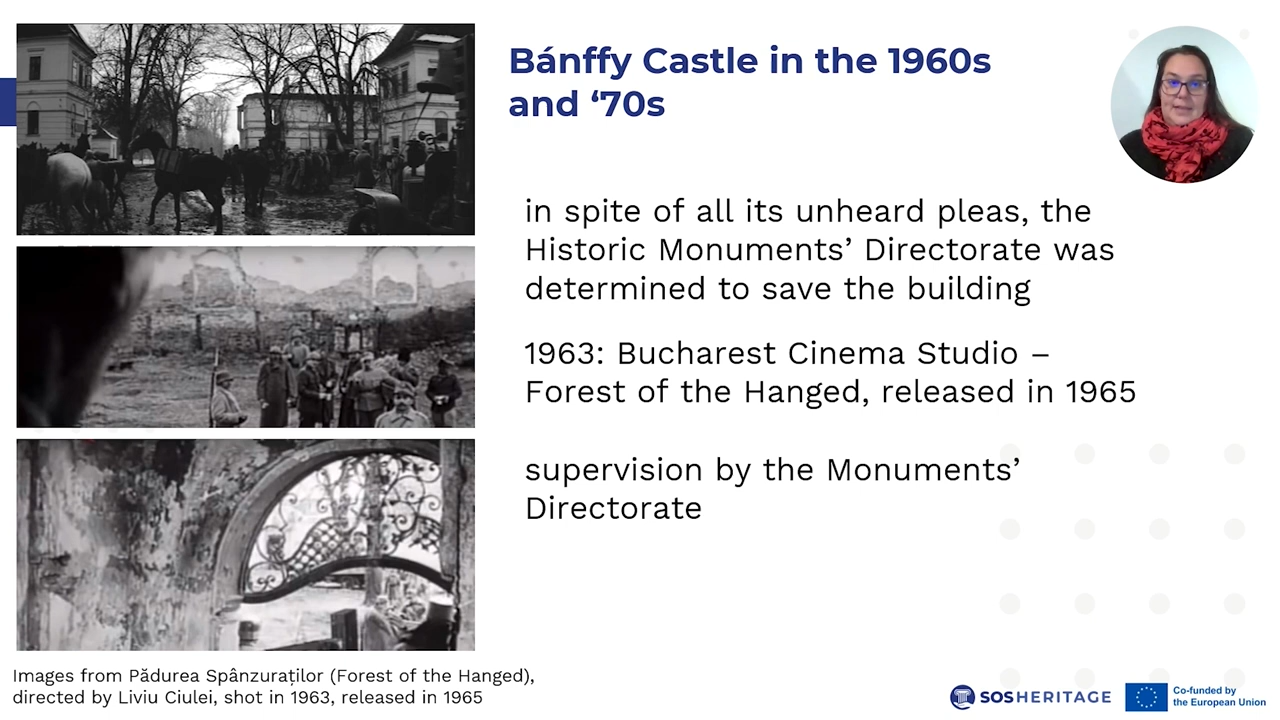 Bánffy Castle in the 1960s
and ‘70s
in spite of all its unheard pleas, the
Historic Monuments’ Directorate was
determined to save the building
1963: Bucharest Cinema Studio –
Forest of the Hanged, released in 1965
supervision by the Monuments’
Directorate
Images from Pădurea Spânzuraților (Forest of the Hanged),
directed by Liviu Ciulei, shot in 1963, released in 1965
SOSHERITAGE
Co-funded by
the European Union